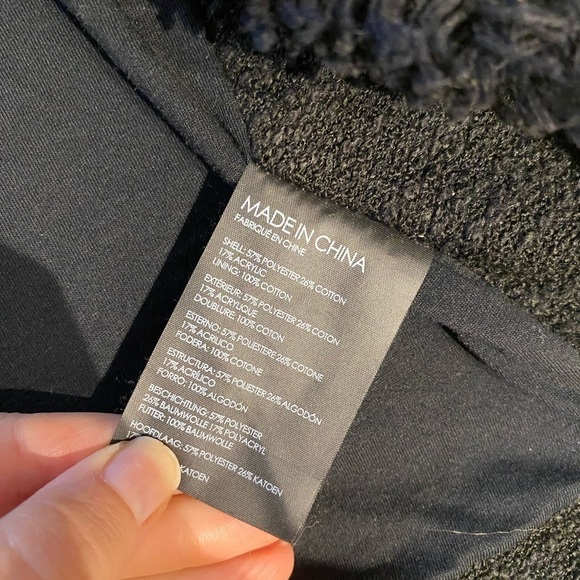 MADE IN CHINA
FABRIQUÉ EN CHINE
SHELL: 57% POLYESTER 26% COTTON
17% ACRYLIC
LINING: 100% COTTON
EXTÉRIEUR: 57% POLYESTER 26% COTON
17% ACRYLIQUE
DOUBLURE: 100% COTON
ESTERNO: 57% POLIESTERE 26% COTONE
17% ACRILICO
FODERA: 100% COTONE
ESTRUCTURA: 57% POLIÉSTER 26% ALGODÓN
17% ACRÍLICO
FORRO: 100% ALGODÓN
BESCHICHTUNG: 57% POLYESTER
26% BAUMWOLLE 17% POLYACRYL
FUTTER: 100% BAUMWOLLE
HOOFDLAAG: 57% POLYESTER 26% KATOEN
KATOEN